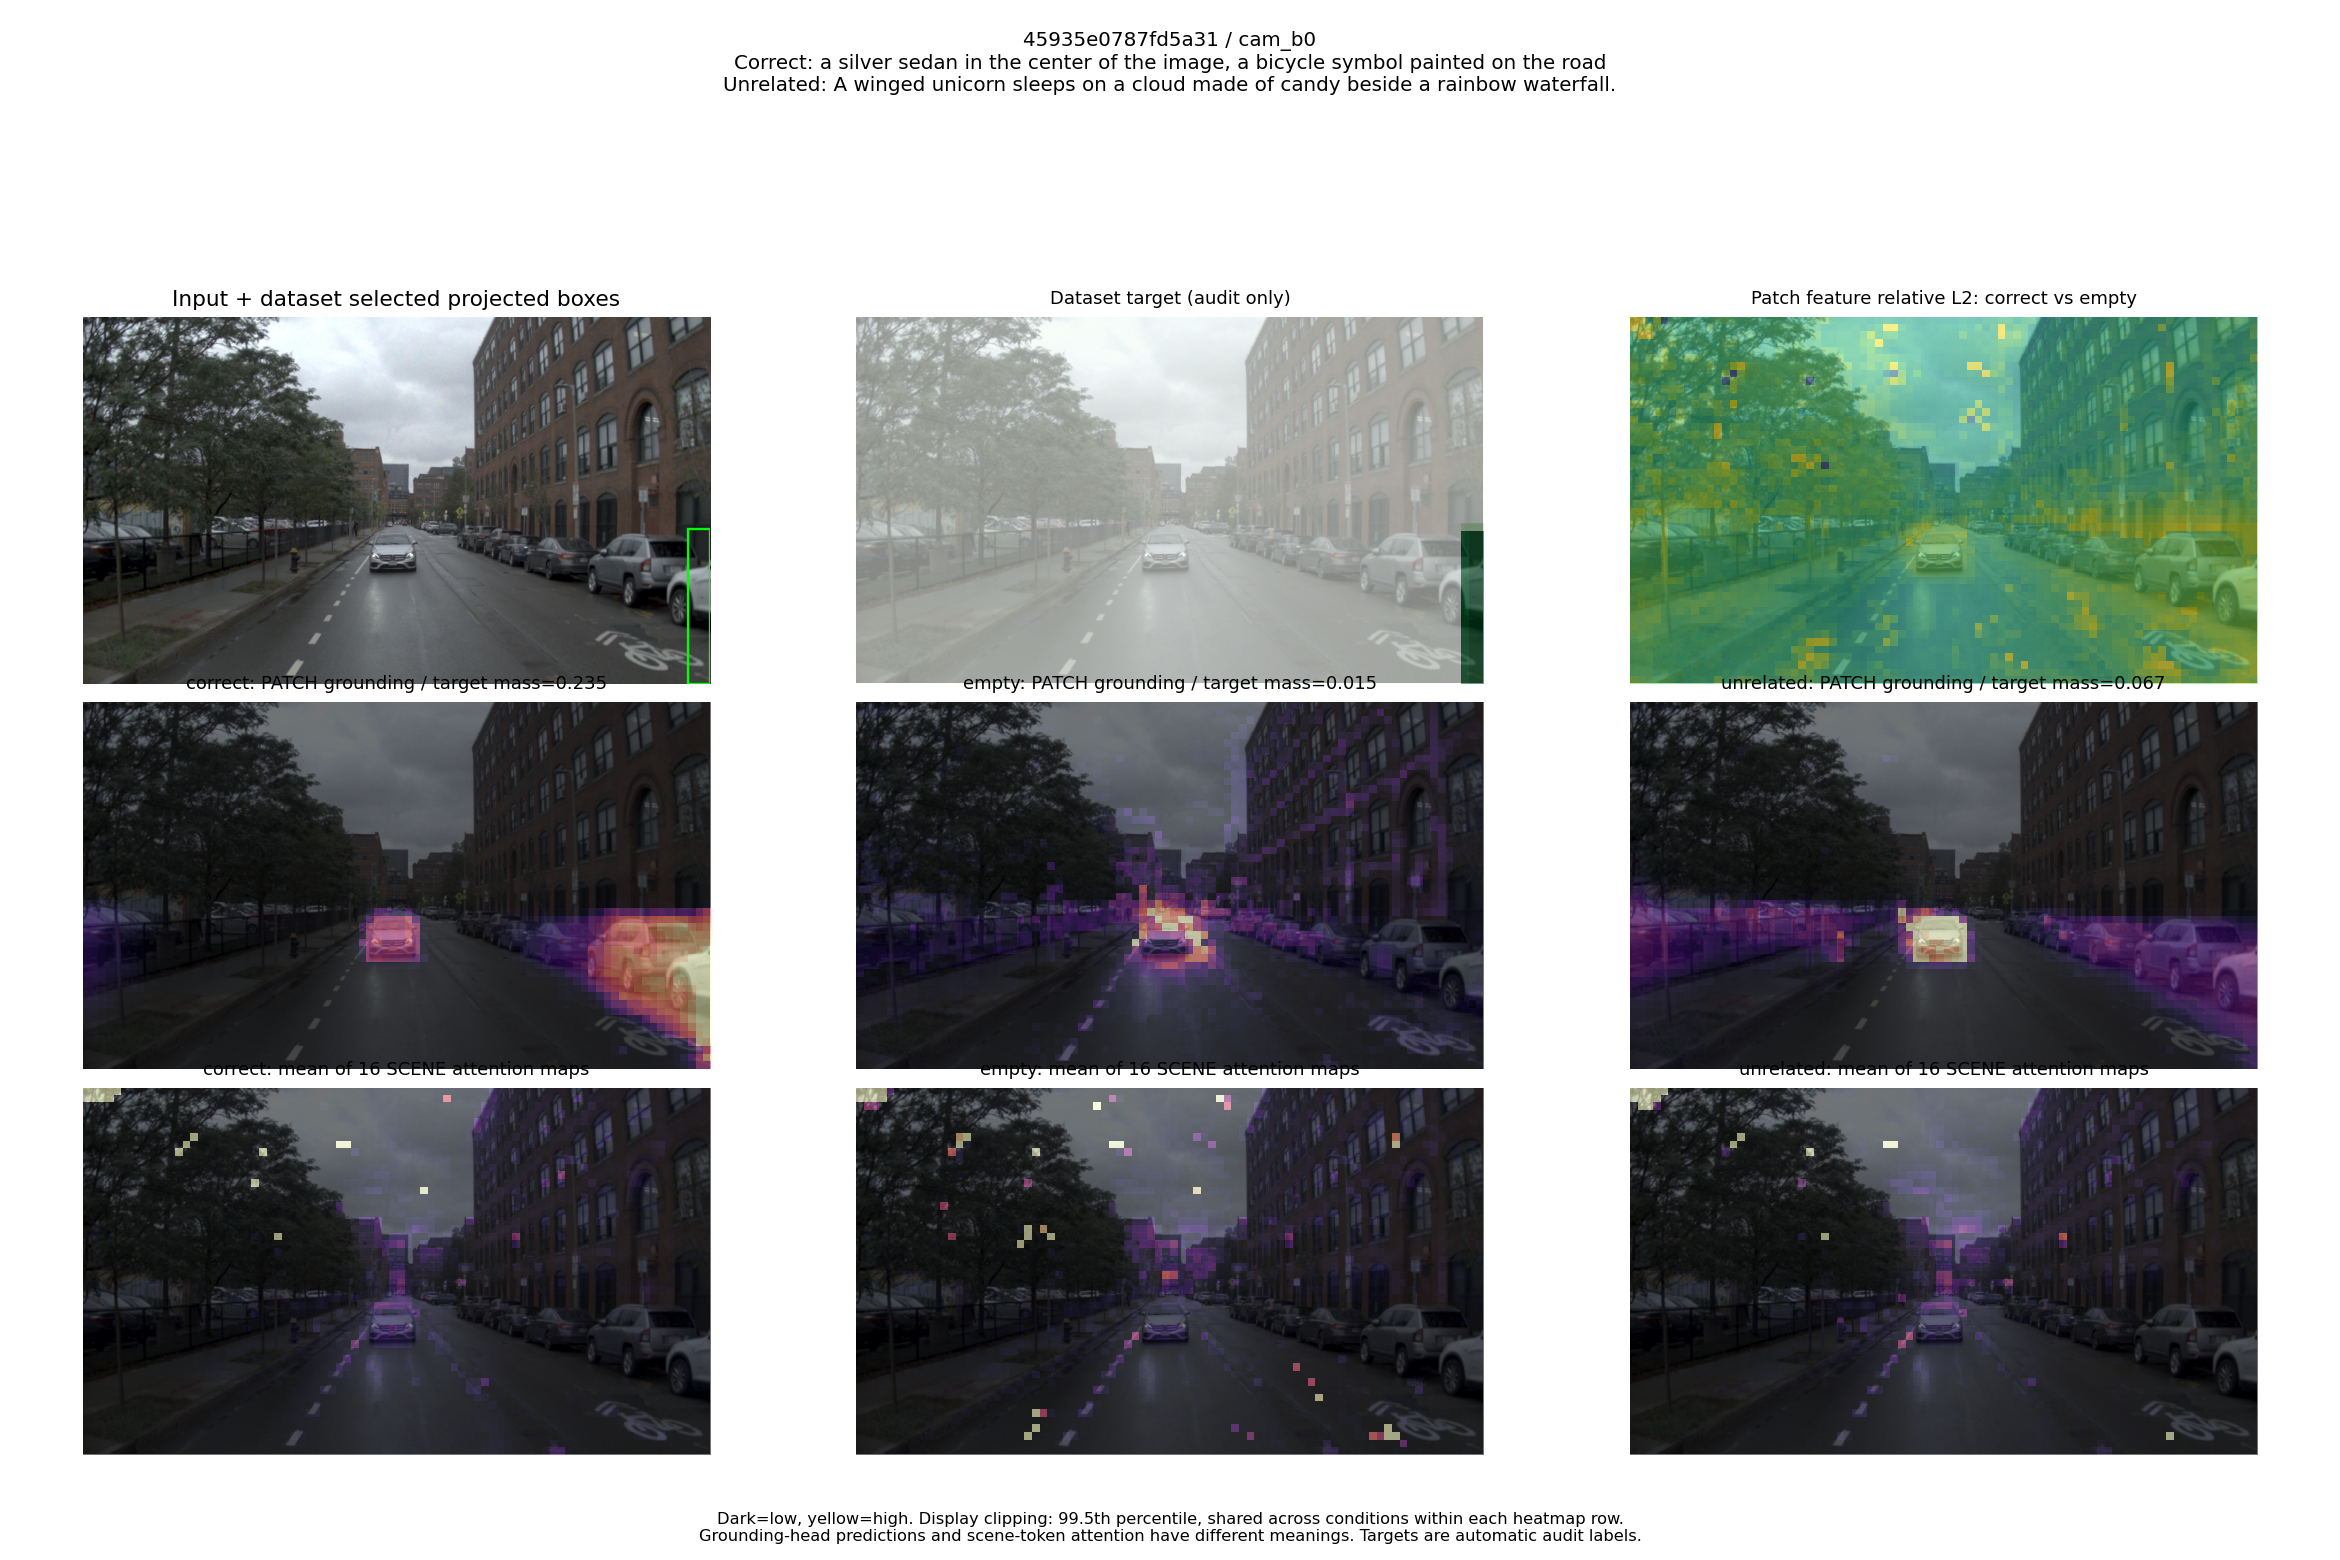 45935e0787fd5a31 / cam_b0
Correct: a silver sedan in the center of the image, a bicycle symbol painted on the road
Unrelated: A winged unicorn sleeps on a cloud made of candy beside a rainbow waterfall.
Input + dataset selected projected boxes
Dataset target (audit only)
Patch feature relative L2: correct vs empty
correct: PATCH grounding / target mass=0.235
empty: PATCH grounding / target mass=0.015
unrelated: PATCH grounding / target mass=0.067
correct: mean of 16 SCENE attention maps
empty: mean of 16 SCENE attention maps
unrelated: mean of 16 SCENE attention maps
Dark=low, yellow=high. Display clipping: 99.5th percentile, shared across conditions within each heatmap row.
Grounding-head predictions and scene-token attention have different meanings. Targets are automatic audit labels.